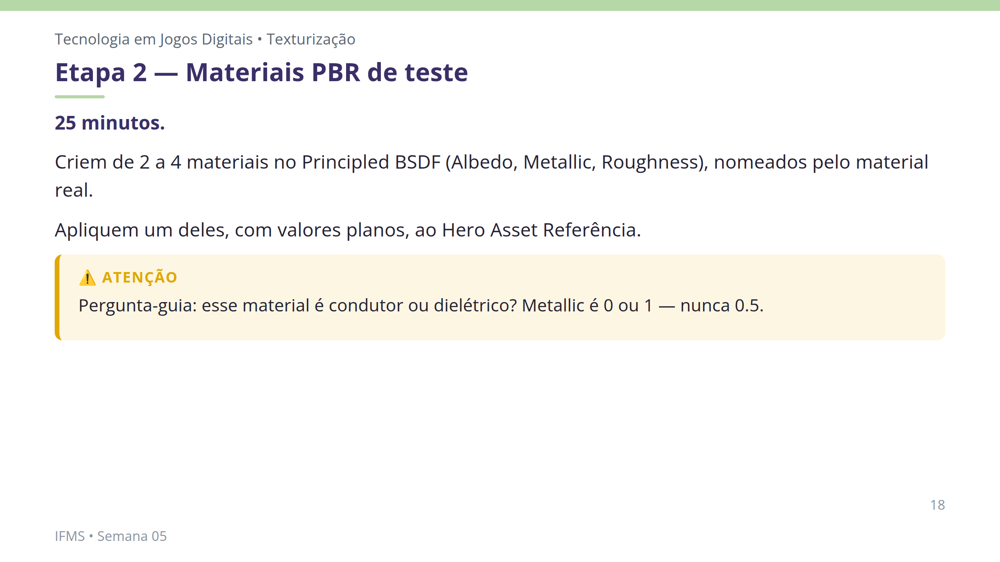 Tecnologia em Jogos Digitais • Texturização
Etapa 2 — Materiais PBR de teste
25 minutos.
Criem de 2 a 4 materiais no Principled BSDF (Albedo, Metallic, Roughness), nomeados pelo material
real.
Apliquem um deles, com valores planos, ao Hero Asset Referência.
⚠️ ATENÇÃO
Pergunta-guia: esse material é condutor ou dielétrico? Metallic é 0 ou 1 — nunca 0.5.
18
IFMS • Semana 05